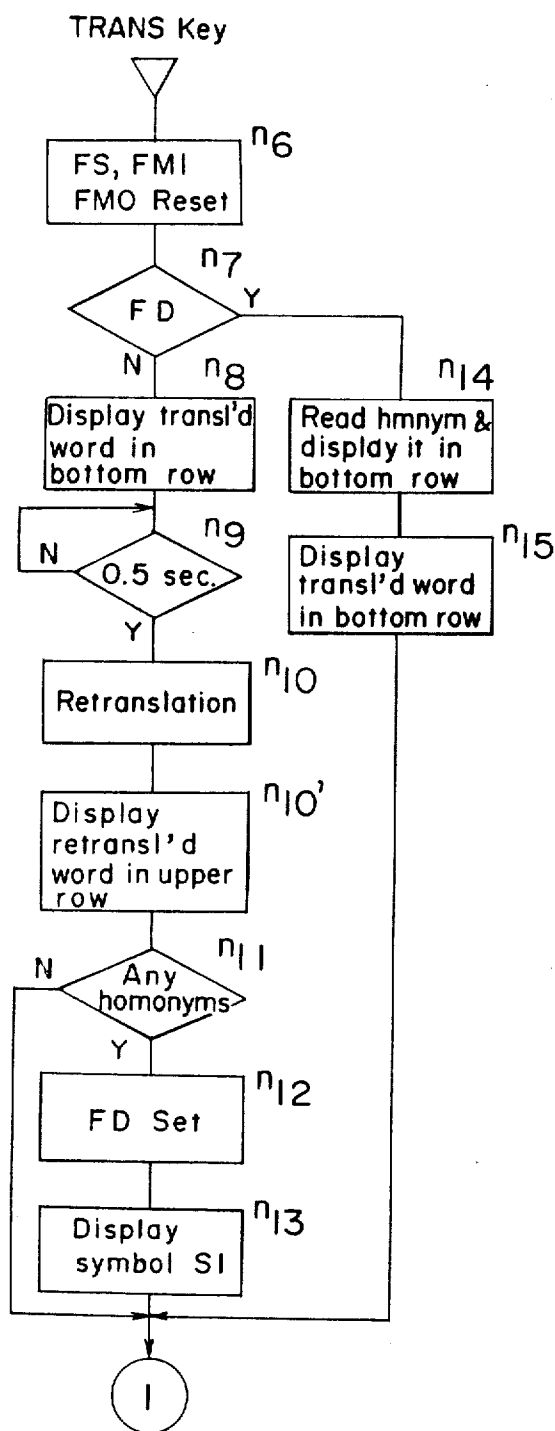 TRANS Key
n6
FS, FMI
FMO Reset
n7
FD
Y
N
n8
Display transl'd
word in
bottom row
n14
Read hmnym &
display it in
bottom row
n9
N
0.5 sec.
Y
n15
Display
transl'd word
in bottom row
n10
Retranslation
n10'
Display
retransl'd
word in upper
row
n11
N
Any
homonyms
Y
n12
FD Set
n13
Display
symbol SI
I